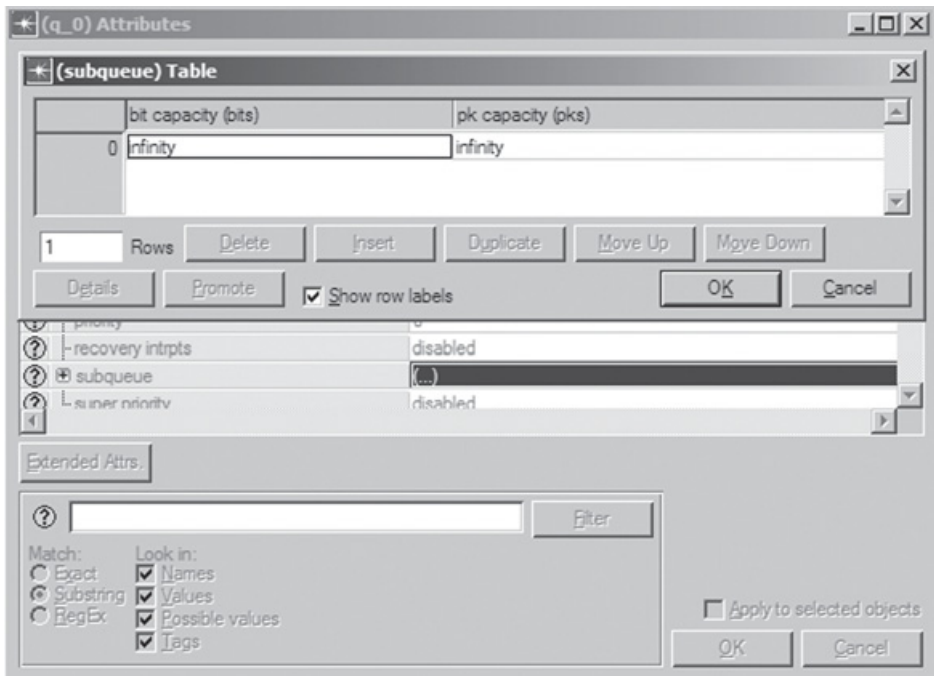 (q_0) Attributes
(subqueue) Table
bit capacity (bits) pk capacity (pks)
0 infinity infinity
1 Rows Delete Insert Duplicate Move Up Move Down
Details Promote Show row labels OK Cancel
priority 0
recovery intrpts disabled
subqueue (...)
super priority disabled
Extended Attrs.
Filter
Match: Look in:
Exact Names
Substring Values
RegEx Possible values
Tags
Apply to selected objects
OK Cancel